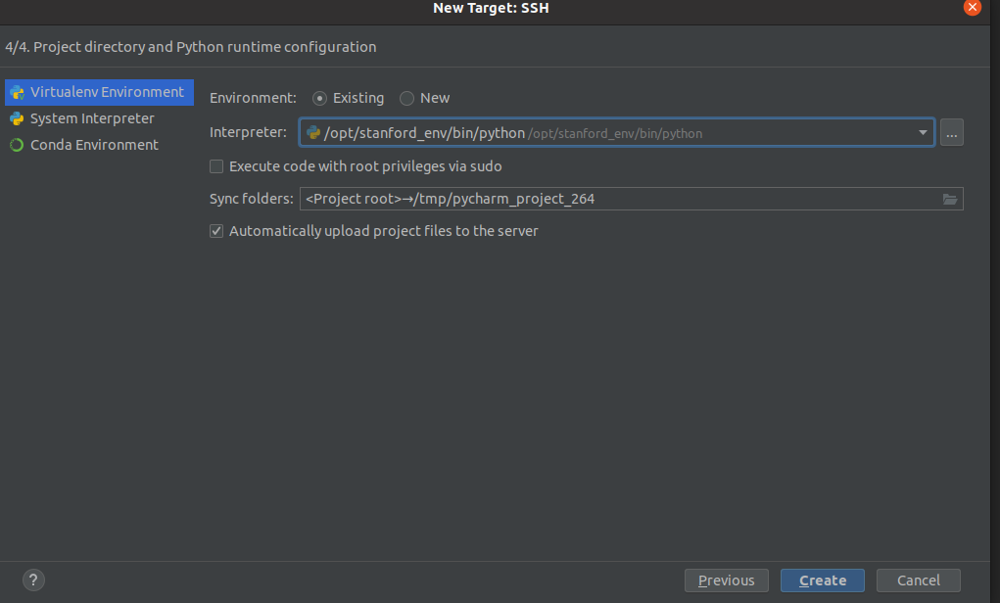 New Target: SSH
4/4. Project directory and Python runtime configuration
Virtualenv Environment
System Interpreter
Conda Environment
Environment: Existing New
Interpreter: /opt/stanford_env/bin/python /opt/stanford_env/bin/python ...
Execute code with root privileges via sudo
Sync folders: <Project root>→/tmp/pycharm_project_264
Automatically upload project files to the server
? Previous Create Cancel